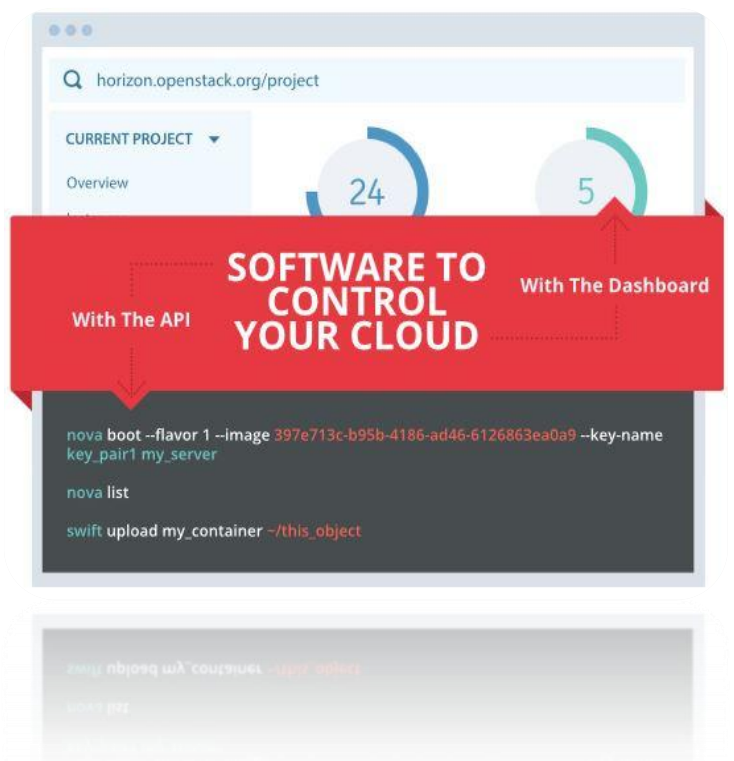 horizon.openstack.org/project
CURRENT PROJECT
Overview
24
5
SOFTWARE TO
CONTROL
YOUR CLOUD
With The API
With The Dashboard
nova boot --flavor 1 --image 397e713c-b95b-4186-ad46-6126863ea0a9 --key-name
key_pair1 my_server
nova list
swift upload my_container ~/this_object